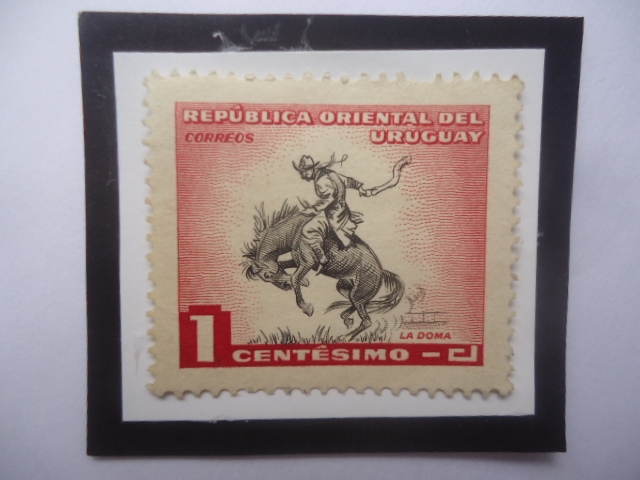 REPÚBLICA ORIENTAL DEL
CORREOS URUGUAY
LA DOMA
1 CENTÉSIMO